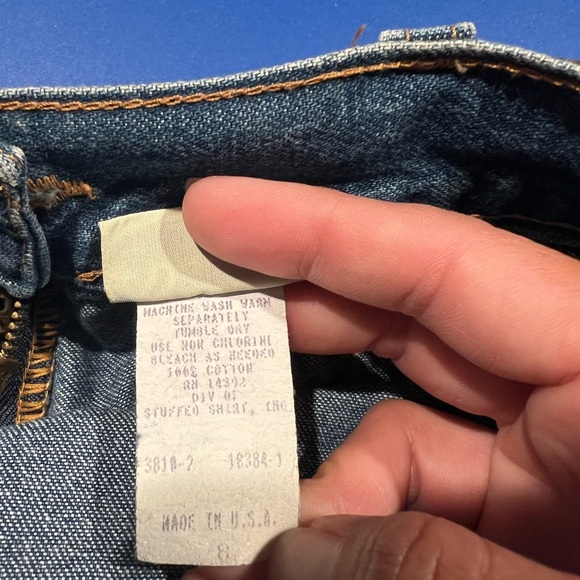 MACHINE WASH WARM
SEPARATELY
TUMBLE DRY
USE NON CHLORINE
BLEACH AS NEEDED
100% COTTON
RN 14392
DIV OF
STUFFED SHIRT, INC
3810-2 18384-1
MADE IN U.S.A.
8